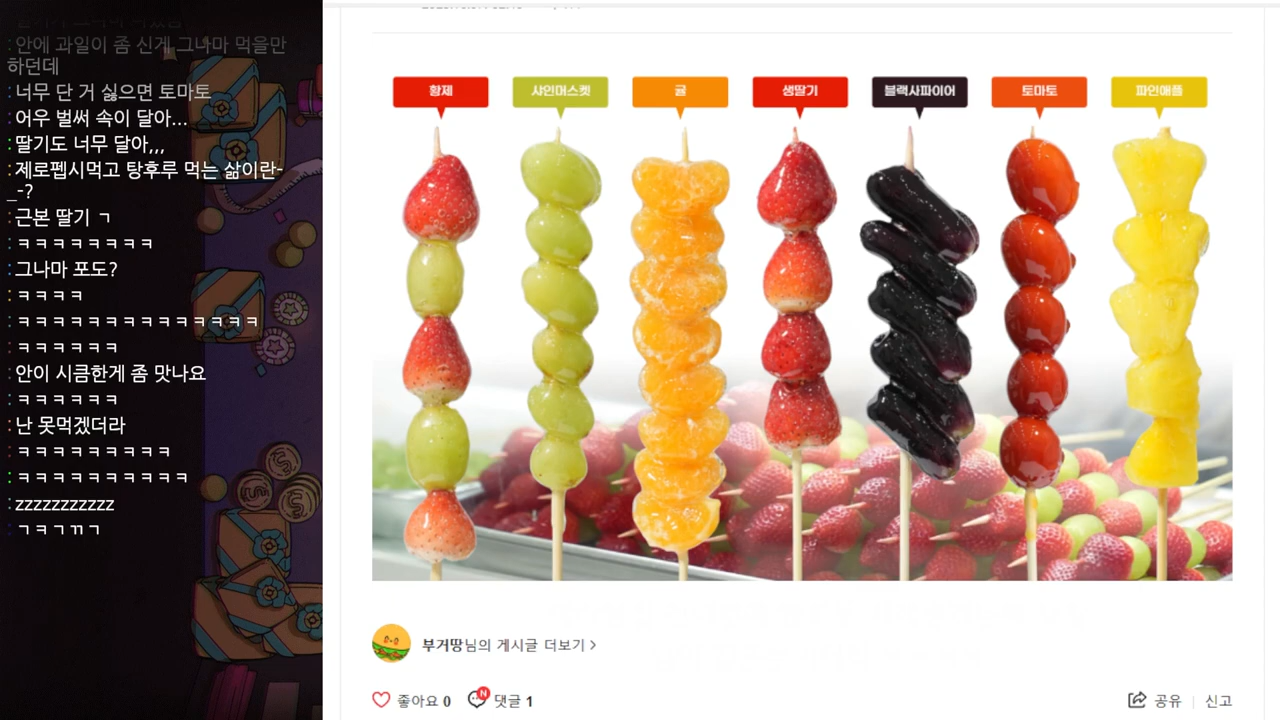 : 안에 과일이 좀 신게 그나마 먹을만
하던데
: 너무 단 거 싫으면 토마토
: 어우 벌써 속이 달아...
: 딸기도 너무 달아,,,
: 제로펩시먹고 탕후루 먹는 삶이란-
_-?
: 근본 딸기 ㄱ
: ㅋㅋㅋㅋㅋㅋㅋㅋ
: 그나마 포도?
: ㅋㅋㅋㅋ
: ㅋㅋㅋㅋㅋㅋㅋㅋㅋㅋㅋㅋㅋㅋ
: ㅋㅋㅋㅋㅋㅋ
: 안이 시큼한게 좀 맛나요
: ㅋㅋㅋㅋㅋㅋ
: 난 못먹겠더라
: ㅋㅋㅋㅋㅋㅋㅋㅋㅋ
: ㅋㅋㅋㅋㅋㅋㅋㅋㅋㅋ
: zzzzzzzzzzz
: ㄱㅋㄱㄲㄱ
황제 샤인머스켓 귤 생딸기 블랙사파이어 토마토 파인애플
부거땅님의 게시글 더보기 >
좋아요 0 N 댓글 1 공유 | 신고